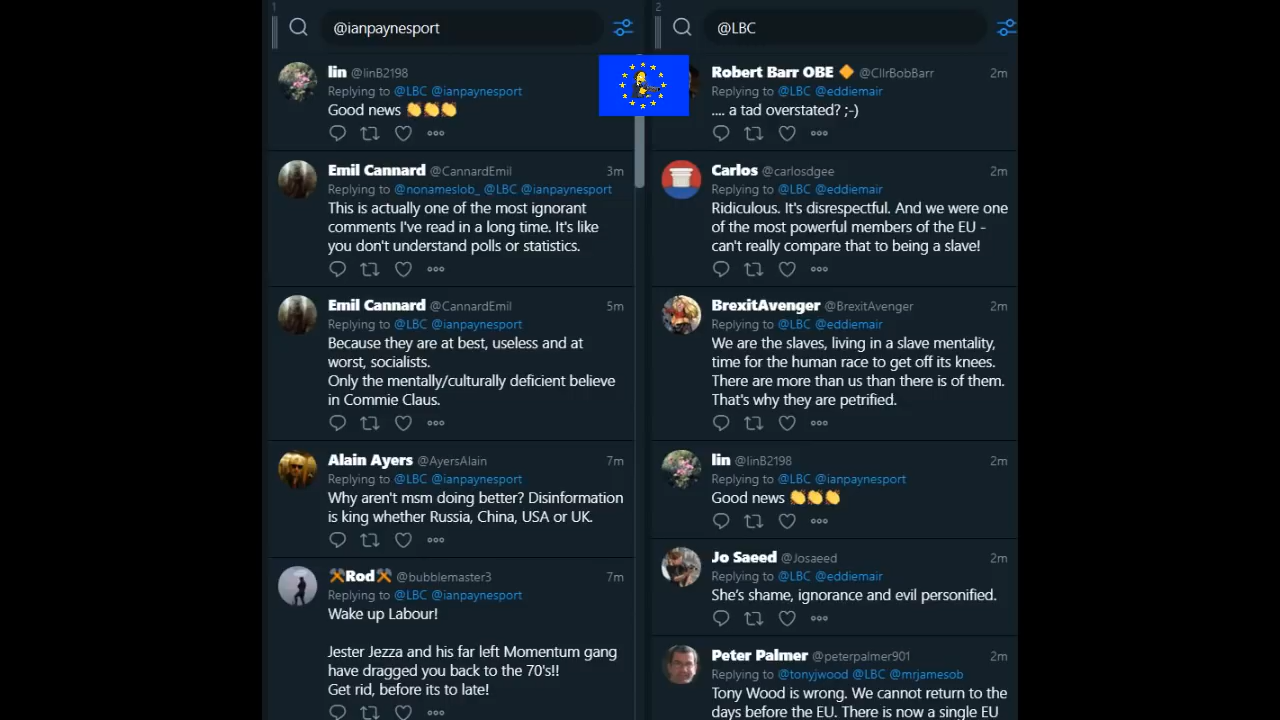 1
@ianpaynesport
lin @linB2198
Replying to @LBC @ianpaynesport
Good news 👏👏👏
Emil Cannard @CannardEmil 3m
Replying to @nonameslob_ @LBC @ianpaynesport
This is actually one of the most ignorant
comments I've read in a long time. It's like
you don't understand polls or statistics.
Emil Cannard @CannardEmil 5m
Replying to @LBC @ianpaynesport
Because they are at best, useless and at
worst, socialists.
Only the mentally/culturally deficient believe
in Commie Claus.
Alain Ayers @AyersAlain 7m
Replying to @LBC @ianpaynesport
Why aren't msm doing better? Disinformation
is king whether Russia, China, USA or UK.
⚒Rod⚒ @bubblemaster3 7m
Replying to @LBC @ianpaynesport
Wake up Labour!
Jester Jezza and his far left Momentum gang
have dragged you back to the 70's!!
Get rid, before its to late!
2
@LBC
Robert Barr OBE 🔶 @CllrBobBarr 2m
Replying to @LBC @eddiemair
.... a tad overstated? ;-)
Carlos @carlosdgee 2m
Replying to @LBC @eddiemair
Ridiculous. It's disrespectful. And we were one
of the most powerful members of the EU -
can't really compare that to being a slave!
BrexitAvenger @BrexitAvenger 2m
Replying to @LBC @eddiemair
We are the slaves, living in a slave mentality,
time for the human race to get off its knees.
There are more than us than there is of them.
That's why they are petrified.
lin @linB2198 2m
Replying to @LBC @ianpaynesport
Good news 👏👏👏
Jo Saeed @Josaeed 2m
Replying to @LBC @eddiemair
She's shame, ignorance and evil personified.
Peter Palmer @peterpalmer901 2m
Replying to @tonyjwood @LBC @mrjamesob
Tony Wood is wrong. We cannot return to the
days before the EU. There is now a single EU